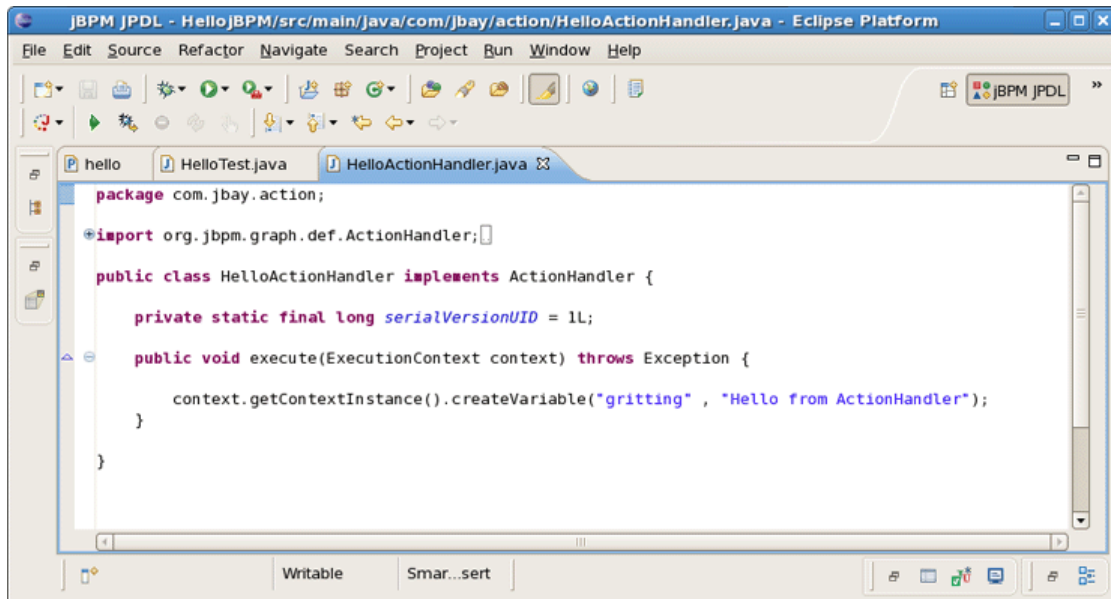 jBPM JPDL - HellojBPM/src/main/java/com/jbay/action/HelloActionHandler.java - Eclipse Platform
File Edit Source Refactor Navigate Search Project Run Window Help
jBPM JPDL »
hello HelloTest.java HelloActionHandler.java
package com.jbay.action;
import org.jbpm.graph.def.ActionHandler;
public class HelloActionHandler implements ActionHandler {
private static final long serialVersionUID = 1L;
public void execute(ExecutionContext context) throws Exception {
context.getContextInstance().createVariable("gritting" , "Hello from ActionHandler");
}
}
Writable Smar...sert